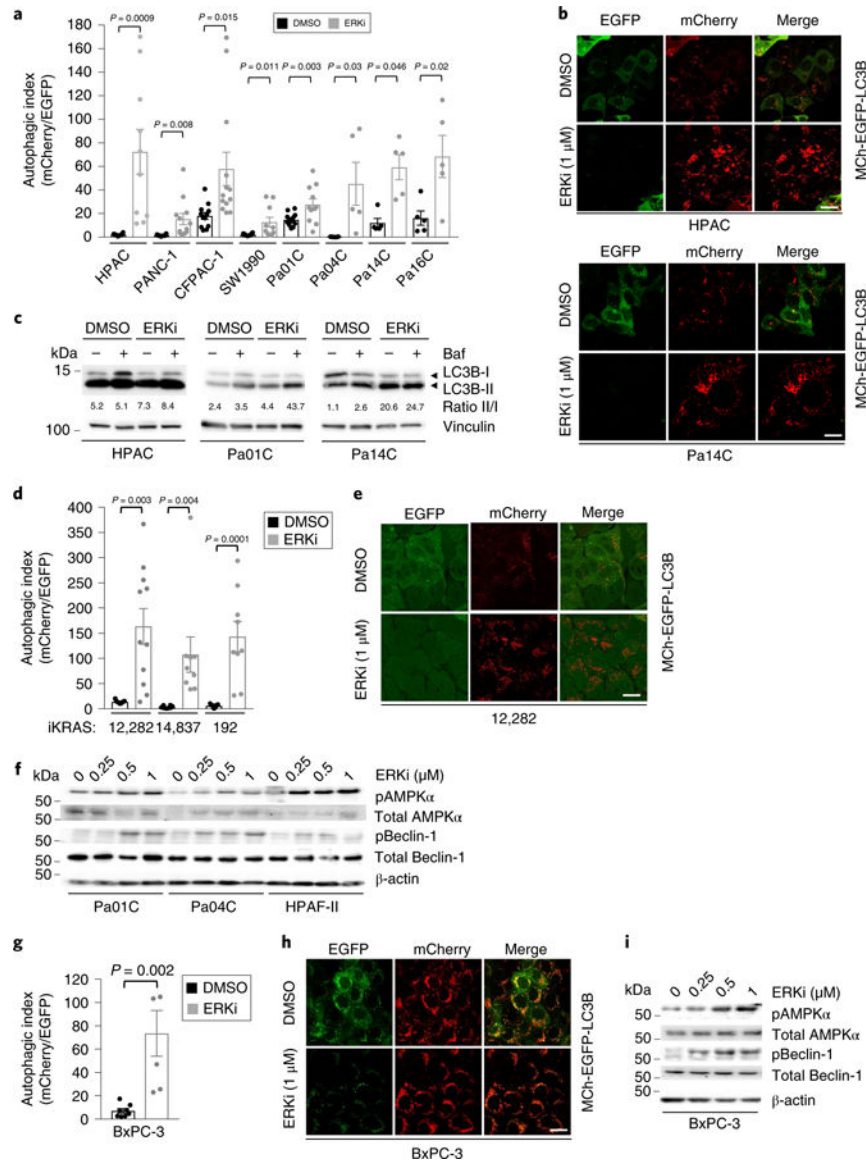 a
DMSO ERKi
Autophagic index
(mCherry/EGFP)
180
160
140
120
100
80
60
40
20
0
P = 0.0009
P = 0.008
P = 0.015
P = 0.011
P = 0.003
P = 0.03
P = 0.046
P = 0.02
HPAC
PANC-1
CFPAC-1
SW1990
Pa01C
Pa04C
Pa14C
Pa16C
b
EGFP mCherry Merge
DMSO
ERKi (1 µM)
MCh-EGFP-LC3B
HPAC
EGFP mCherry Merge
DMSO
ERKi (1 µM)
MCh-EGFP-LC3B
Pa14C
c
DMSO ERKi DMSO ERKi DMSO ERKi
kDa – + – + – + – + – + – + Baf
15 LC3B-I
LC3B-II
5.2 5.1 7.3 8.4 2.4 3.5 4.4 43.7 1.1 2.6 20.6 24.7 Ratio II/I
100 Vinculin
HPAC Pa01C Pa14C
d
Autophagic index
(mCherry/EGFP)
400
350
300
250
200
150
100
50
0
P = 0.003
P = 0.004
P = 0.0001
DMSO
ERKi
iKRAS: 12,282 14,837 192
e
EGFP mCherry Merge
DMSO
ERKi (1 µM)
MCh-EGFP-LC3B
12,282
f
kDa 0 0.25 0.5 1 0 0.25 0.5 1 0 0.25 0.5 1 ERKi (µM)
50 pAMPKα
50 Total AMPKα
50 pBeclin-1
50 Total Beclin-1
50 β-actin
Pa01C Pa04C HPAF-II
g
P = 0.002
DMSO
ERKi
Autophagic index
(mCherry/EGFP)
120
100
80
60
40
20
0
BxPC-3
h
EGFP mCherry Merge
DMSO
ERKi (1 µM)
MCh-EGFP-LC3B
BxPC-3
i
kDa 0 0.25 0.5 1 ERKi (µM)
50 pAMPKα
50 Total AMPKα
50 pBeclin-1
50 Total Beclin-1
50 β-actin
BxPC-3